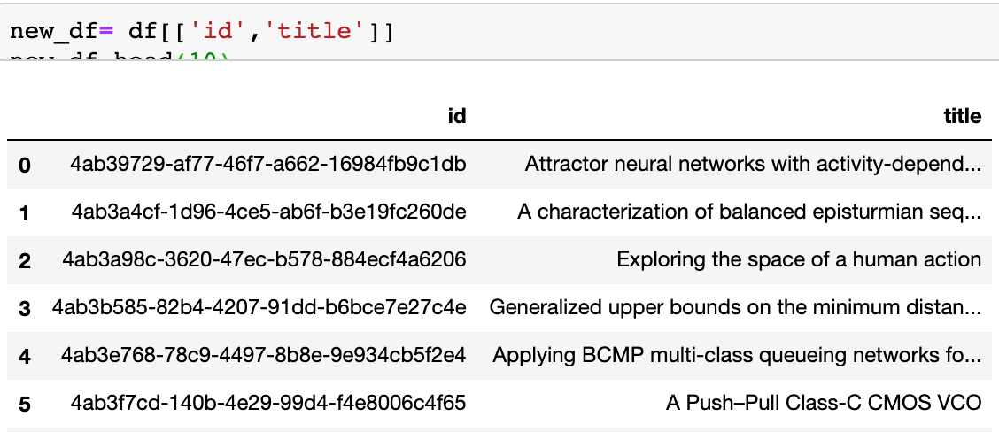 new_df= df[['id','title']]
new_df.head(10)
id title
0 4ab39729-af77-46f7-a662-16984fb9c1db Attractor neural networks with activity-depend...
1 4ab3a4cf-1d96-4ce5-ab6f-b3e19fc260de A characterization of balanced episturmian seq...
2 4ab3a98c-3620-47ec-b578-884ecf4a6206 Exploring the space of a human action
3 4ab3b585-82b4-4207-91dd-b6bce7e27c4e Generalized upper bounds on the minimum distan...
4 4ab3e768-78c9-4497-8b8e-9e934cb5f2e4 Applying BCMP multi-class queueing networks fo...
5 4ab3f7cd-140b-4e29-99d4-f4e8006c4f65 A Push–Pull Class-C CMOS VCO